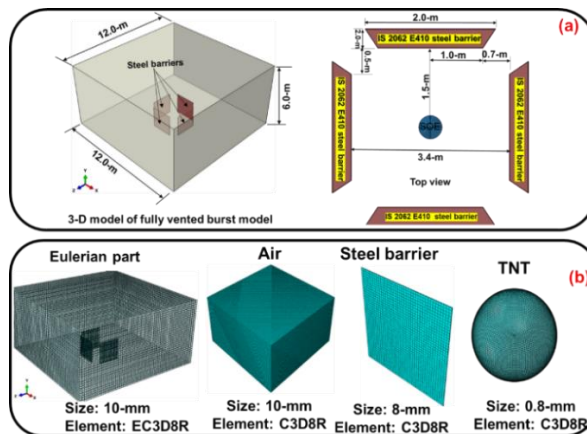 (a)
12.0-m
Steel barriers
6.0-m
12.0-m
3-D model of fully vented burst model
2.0-m
IS 2062 E410 steel barrier
2.0-m
0.5-m
1.0-m
0.7-m
1.5-m
IS 2062 E410 steel barrier
SOE
IS 2062 E410 steel barrier
3.4-m
Top view
IS 2062 E410 steel barrier
(b)
Eulerian part
Air
Steel barrier
TNT
Size: 10-mm
Element: EC3D8R
Size: 10-mm
Element: C3D8R
Size: 8-mm
Element: C3D8R
Size: 0.8-mm
Element: C3D8R